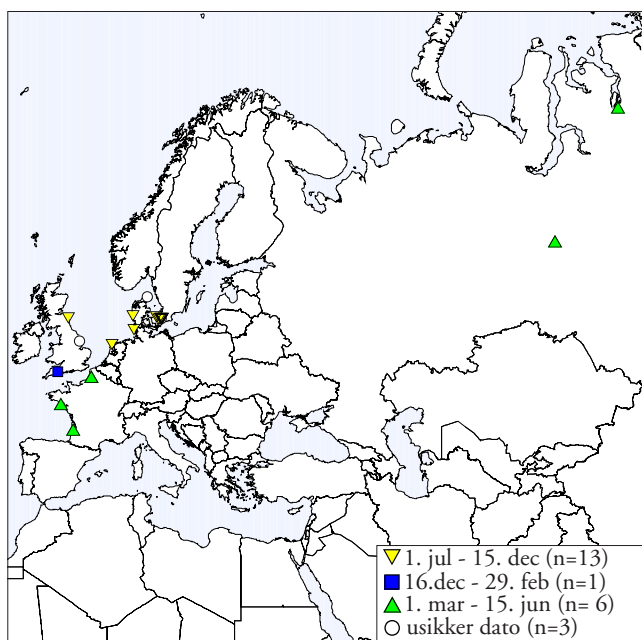 1. jul - 15. dec (n=13)
16.dec - 29. feb (n=1)
1. mar - 15. jun (n= 6)
usikker dato (n=3)